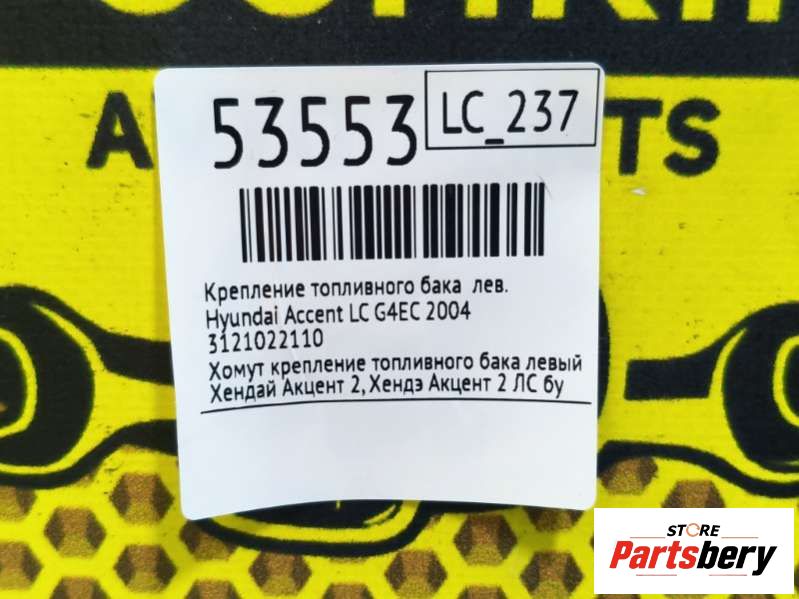 53553
LC_237
Крепление топливного бака лев.
Hyundai Accent LC G4EC 2004
3121022110
Хомут крепление топливного бака левый
Хендай Акцент 2, Хендэ Акцент 2 ЛС бу
STORE
Partsbery